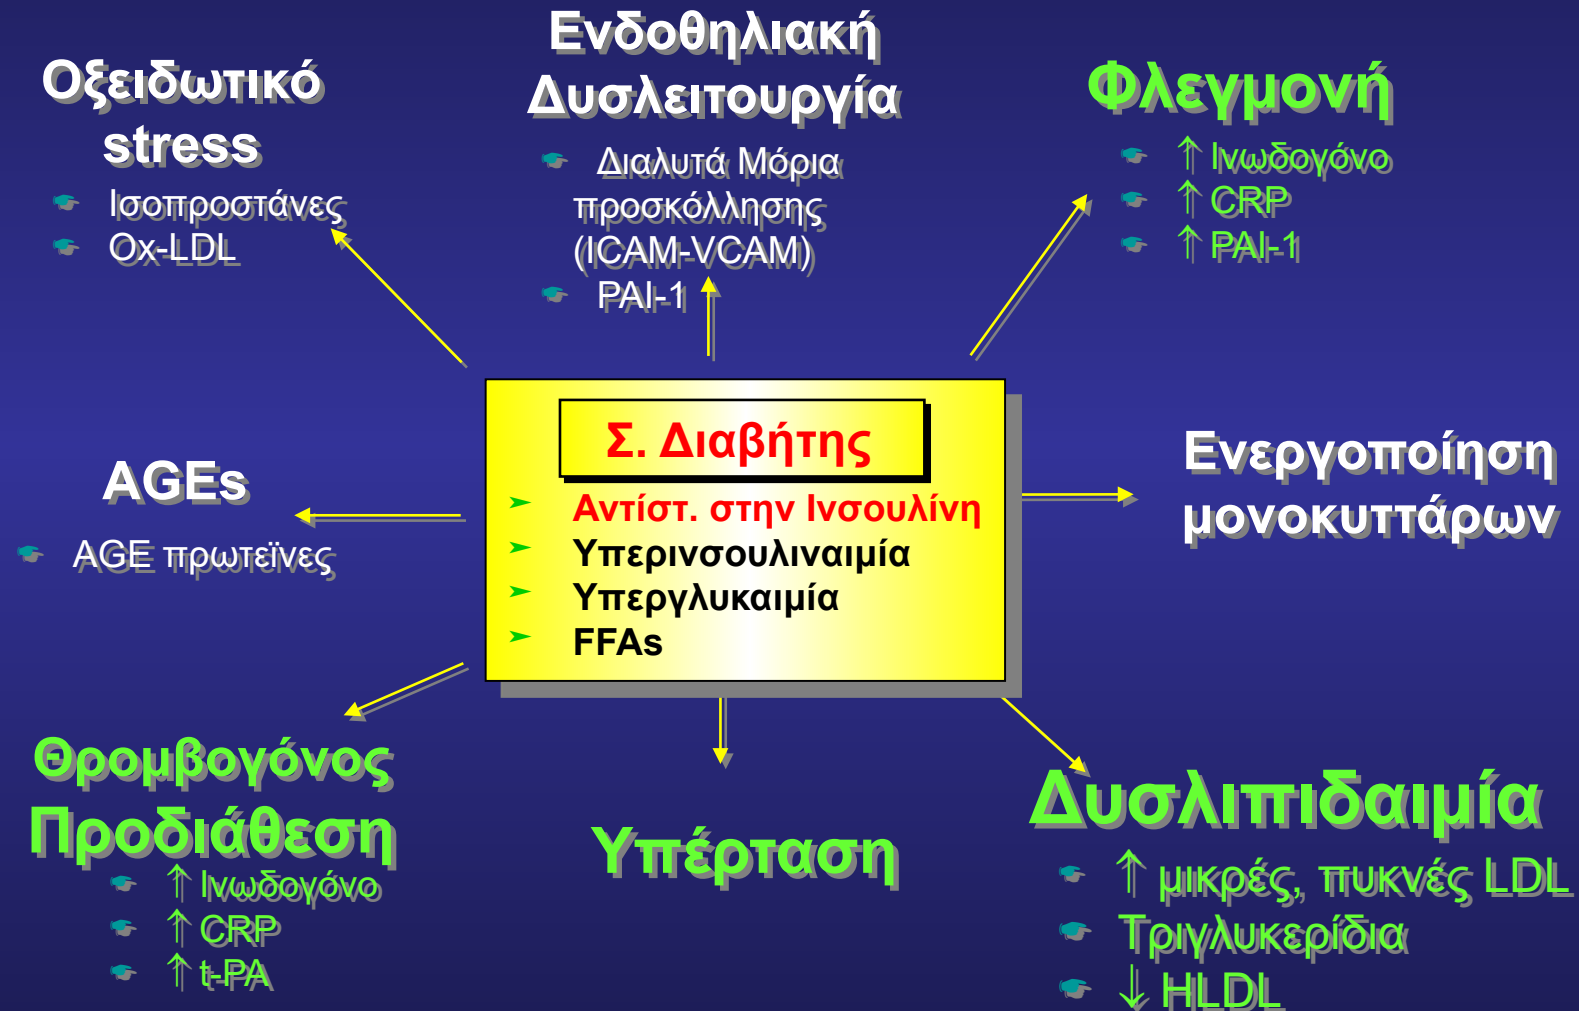 Οξειδωτικό
stress
Ισοπροστάνες
Ox-LDL
Ενδοθηλιακή
Δυσλειτουργία
Διαλυτά Μόρια
προσκόλλησης
(ICAM-VCAM)
PAI-1
Φλεγμονή
↑ Ινωδογόνο
↑ CRP
↑ PAI-1
Σ. Διαβήτης
Αντίστ. στην Ινσουλίνη
Υπερινσουλιναιμία
Υπεργλυκαιμία
FFAs
AGEs
AGE πρωτεϊνες
Ενεργοποίηση
μονοκυττάρων
Θρομβογόνος
Προδιάθεση
↑ Ινωδογόνο
↑ CRP
↑ t-PA
Υπέρταση
Δυσλιπιδαιμία
↑ μικρές, πυκνές LDL
Τριγλυκερίδια
↓ HLDL